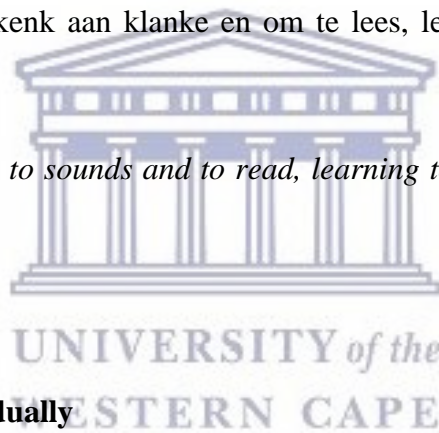 kenk aan klanke en om te lees, le
to sounds and to read, learning t
UNIVERSITY of the
dually
WESTERN CAPE